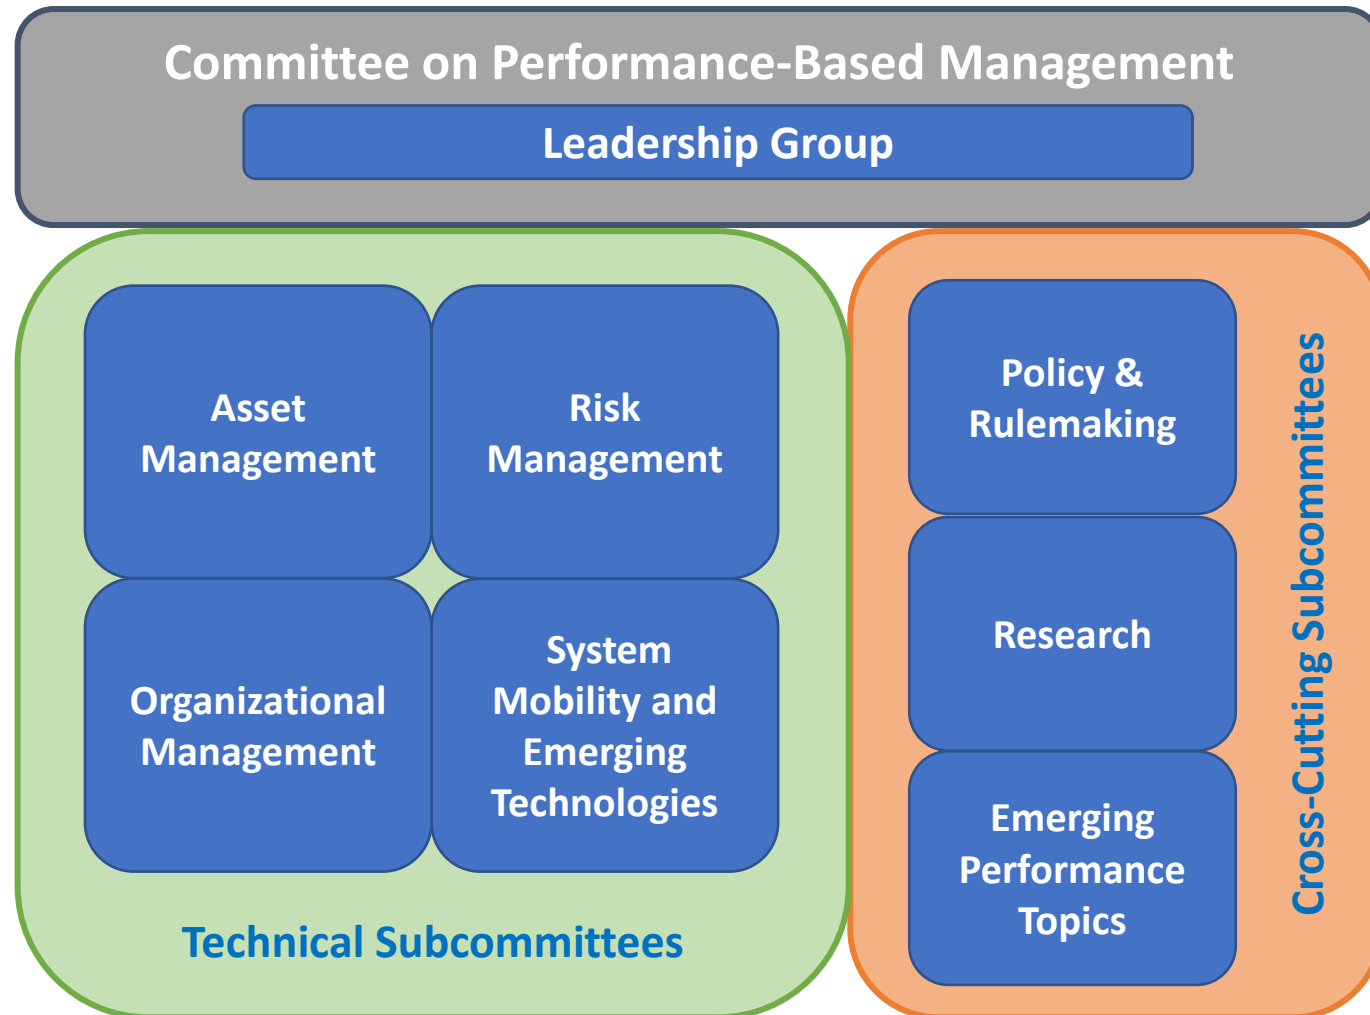 Committee on Performance-Based Management
Leadership Group
Asset
Management
Risk
Management
Organizational
Management
System
Mobility and
Emerging
Technologies
Technical Subcommittees
Policy &
Rulemaking
Research
Emerging
Performance
Topics
Cross-Cutting Subcommittees